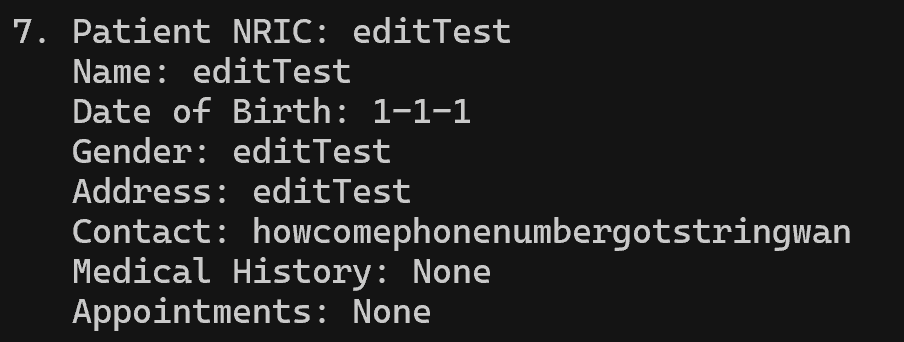 7. Patient NRIC: editTest
Name: editTest
Date of Birth: 1-1-1
Gender: editTest
Address: editTest
Contact: howcomephonenumbergotstringwan
Medical History: None
Appointments: None